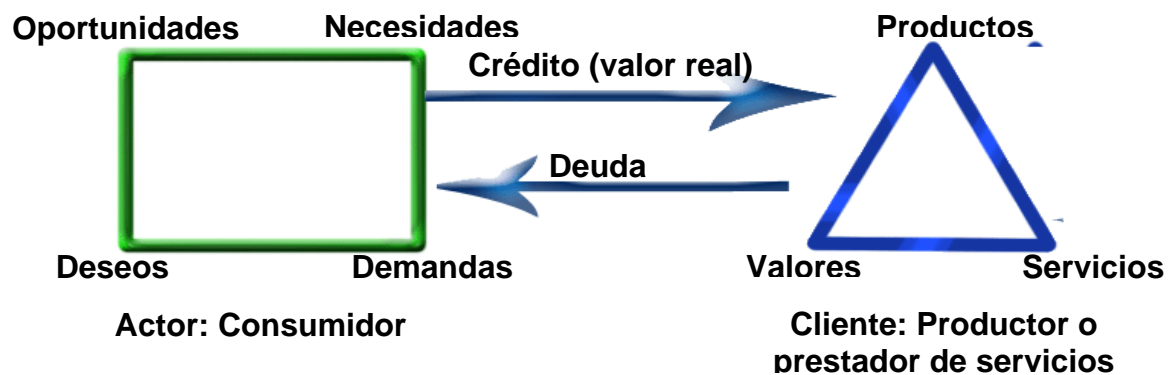 Oportunidades
Necesidades
Productos
Crédito (valor real)
Deuda
Deseos
Demandas
Valores
Servicios
Actor: Consumidor
Cliente: Productor o
prestador de servicios